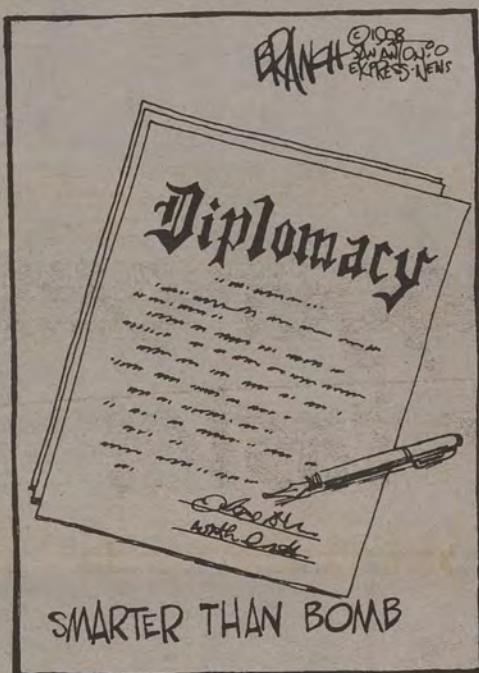 BRANCH
©1998
SAN ANTONIO
EXPRESS-NEWS
Diplomacy
SMARTER THAN BOMB